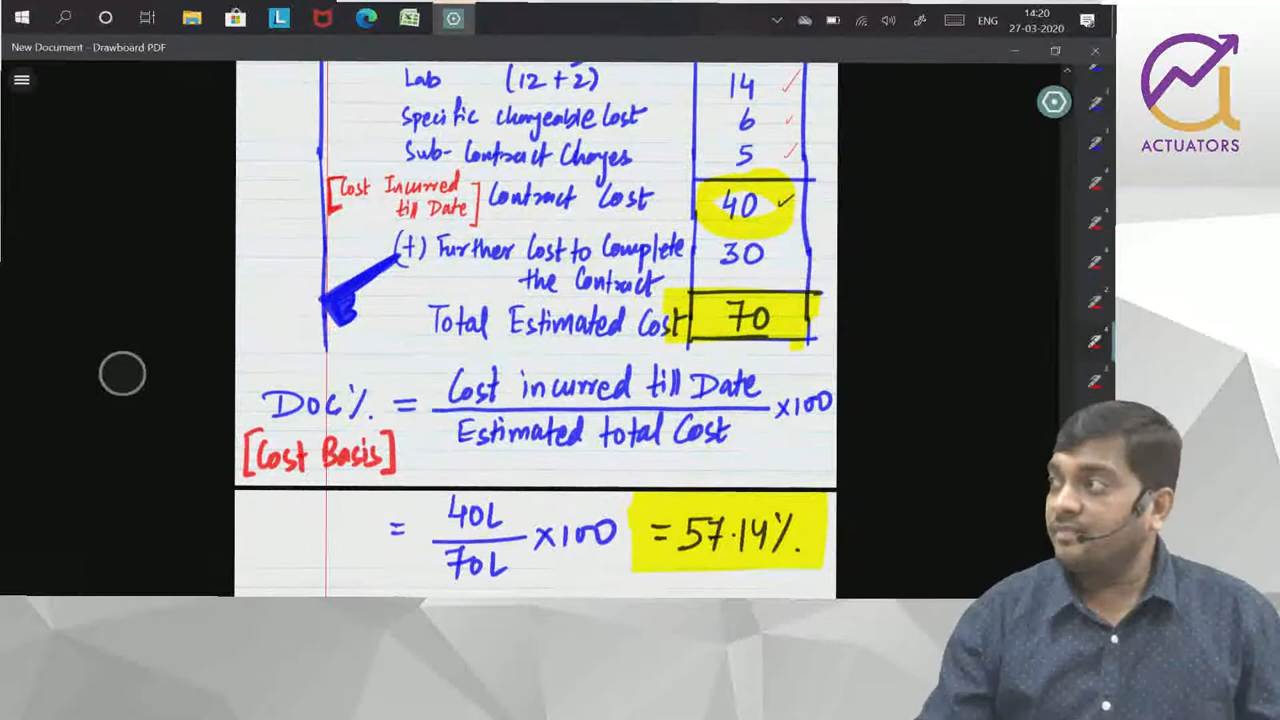 14:20
ENG
27-03-2020
New Document - Drawboard PDF
ACTUATORS
Lab (12+2) 14
Specific chargeable Cost 6
Sub-Contract Charges 5
[Cost Incurred till Date] Contract Cost 40
(+) Further Cost to Complete the Contract 30
Total Estimated Cost 70
DOC% = Cost incurred till Date / Estimated total Cost ×100
[Cost Basis]
= 40L / 70L ×100 = 57.14%.